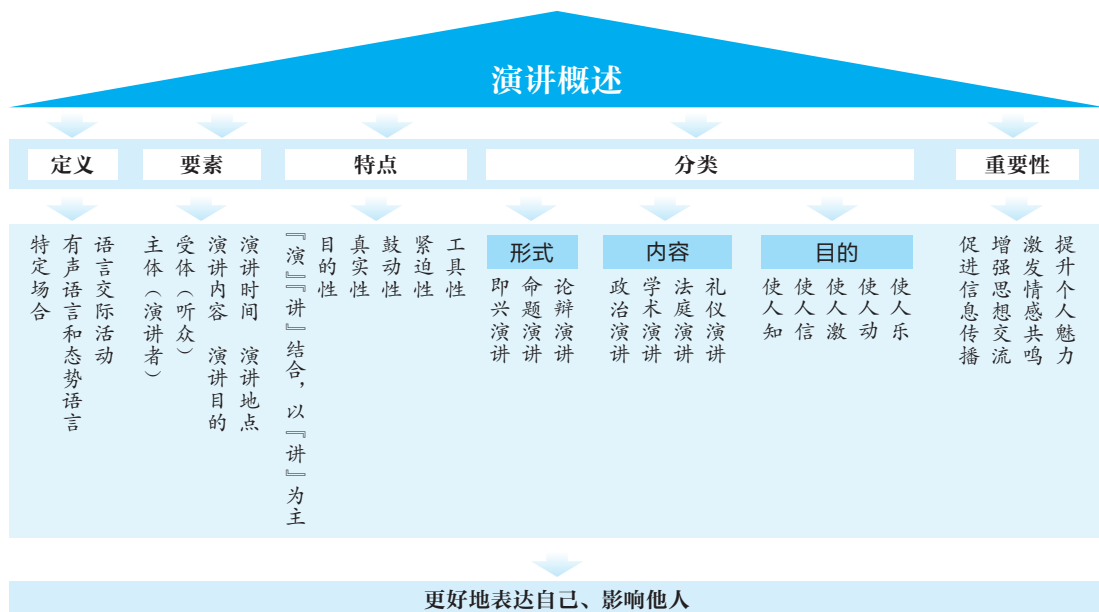 演讲概述
定义
要素
特点
分类
重要性
特定场合
有声语言和态势语言
语言交际活动
主体（演讲者）
受体（听众）
演讲内容 演讲目的
演讲时间 演讲地点
『演』『讲』结合，以『讲』为主
目的性
真实性
鼓动性
紧迫性
工具性
形式
即兴演讲
命题演讲
论辩演讲
内容
政治演讲
学术演讲
法庭演讲
礼仪演讲
目的
使人知
使人信
使人激
使人动
使人乐
促进信息传播
增强思想交流
激发情感共鸣
提升个人魅力
更好地表达自己、影响他人